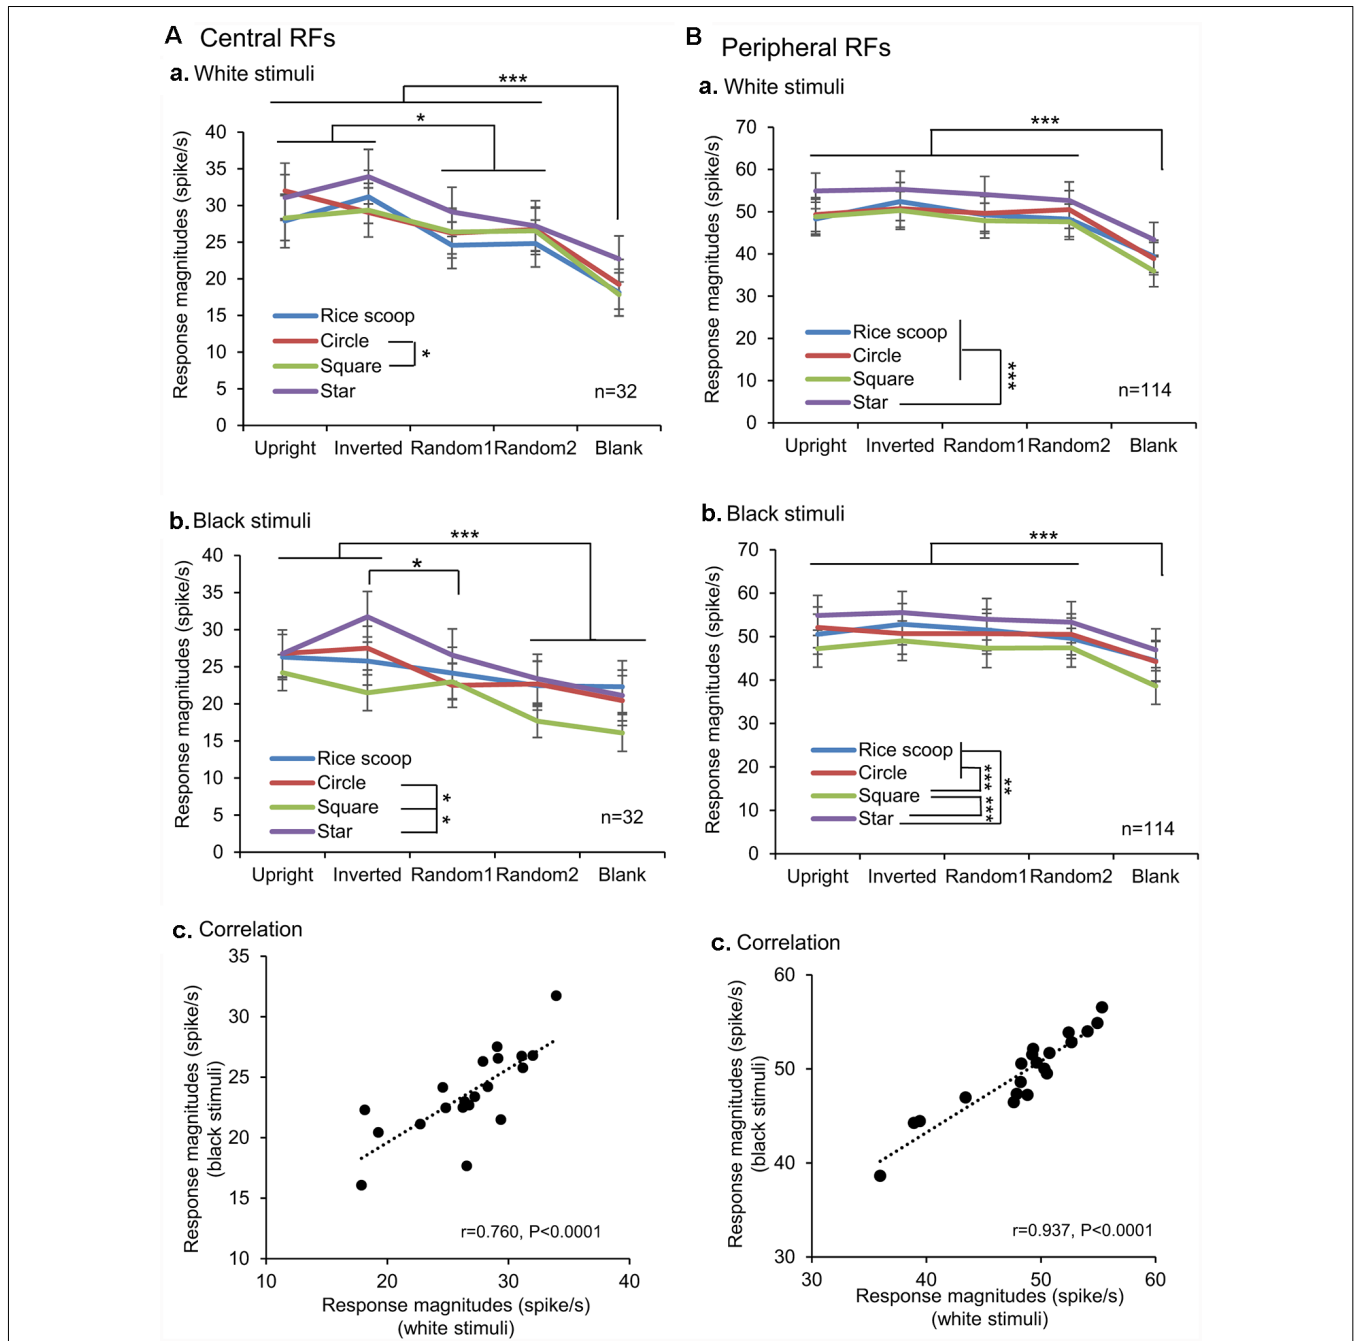 A Central RFs
a. White stimuli
***
*
Response magnitudes (spike/s)
40
35
30
25
20
15
10
5
0
Rice scoop
Circle
Square
Star
*
n=32
Upright Inverted Random1 Random2 Blank
b. Black stimuli
***
*
Response magnitudes (spike/s)
40
35
30
25
20
15
10
5
0
Rice scoop
Circle
Square
Star
*
*
n=32
Upright Inverted Random1 Random2 Blank
c. Correlation
Response magnitudes (spike/s)
(black stimuli)
35
30
25
20
15
10
r=0.760, P<0.0001
10 20 30 40
Response magnitudes (spike/s)
(white stimuli)
B Peripheral RFs
a. White stimuli
***
Response magnitudes (spike/s)
70
60
50
40
30
20
10
0
Rice scoop
Circle
Square
Star
***
n=114
Upright Inverted Random1 Random2 Blank
b. Black stimuli
***
Response magnitudes (spike/s)
70
60
50
40
30
20
10
0
Rice scoop
Circle
Square
Star
***
***
**
n=114
Upright Inverted Random1 Random2 Blank
c. Correlation
Response magnitudes (spike/s)
(black stimuli)
60
50
40
30
r=0.937, P<0.0001
30 40 50 60
Response magnitudes (spike/s)
(white stimuli)